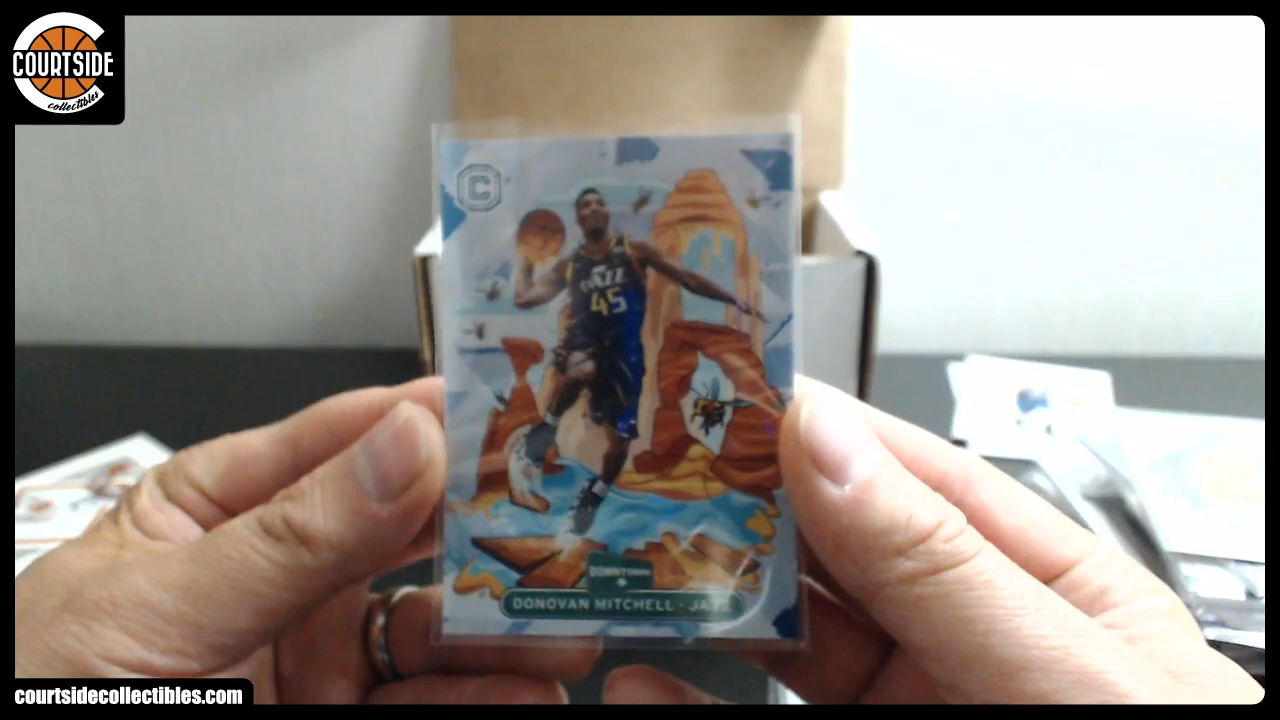 COURTSIDE
collectibles
C
JAZZ
45
DOWNTOWN
DONOVAN MITCHELL · JAZZ
courtsidecollectibles.com